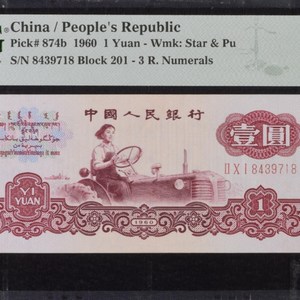 China / People's Republic
Pick# 874b 1960 1 Yuan - Wmk: Star & Pu
S/N 8439718 Block 201 - 3 R. Numerals
中國人民銀行
壹圓
II X I 8439718
YI
YUAN
1960
1